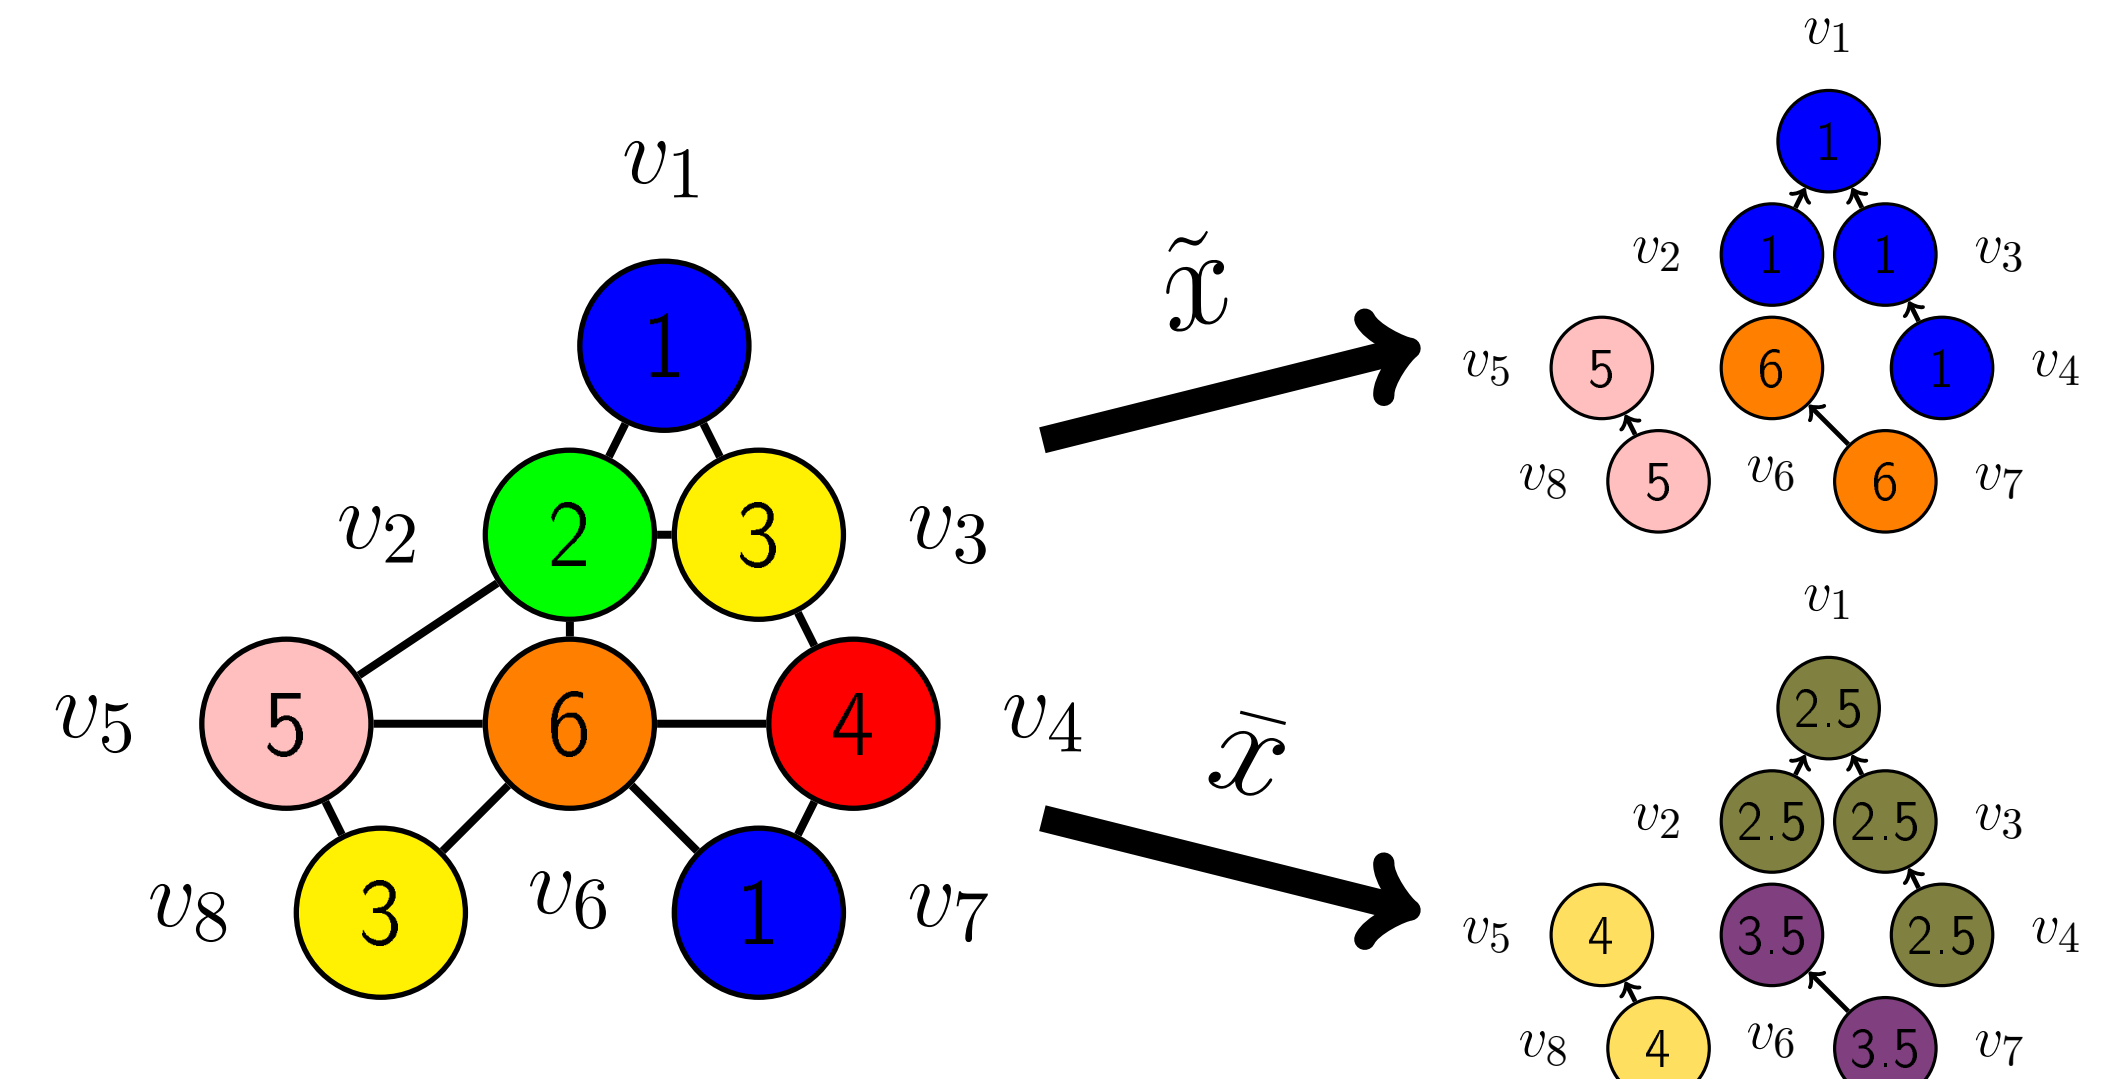 v₁
1
v₂ 2 3 v₃
v₅ 5 6 4 v₄
v₈ 3 v₆ 1 v₇
x̃
x̄
v₁
1
v₂ 1 1 v₃
v₅ 5 6 1 v₄
v₈ 5 v₆ 6 v₇
v₁
2.5
v₂ 2.5 2.5 v₃
v₅ 4 3.5 2.5 v₄
v₈ 4 v₆ 3.5 v₇